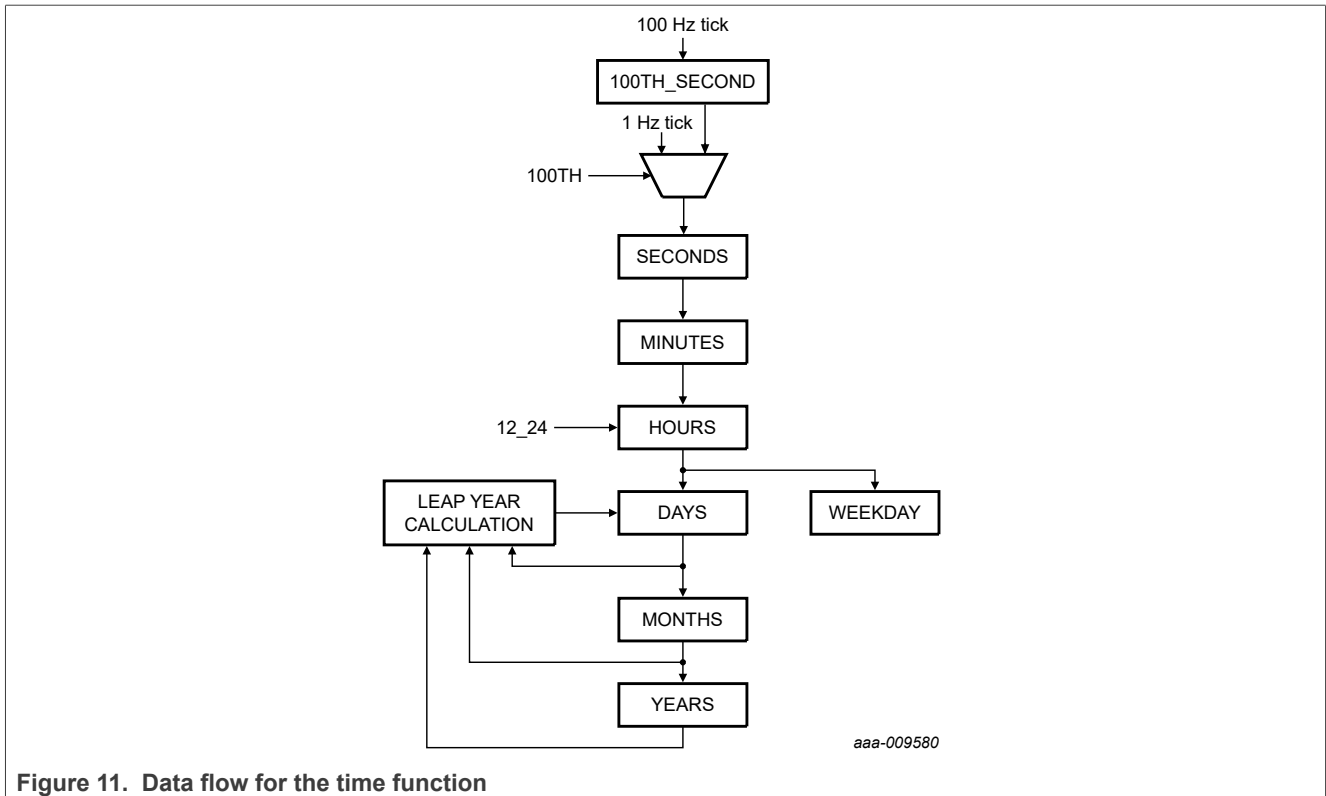 100 Hz tick
100TH_SECOND
1 Hz tick
100TH
SECONDS
MINUTES
12_24
HOURS
LEAP YEAR
CALCULATION
DAYS
WEEKDAY
MONTHS
YEARS
aaa-009580
Figure 11. Data flow for the time function